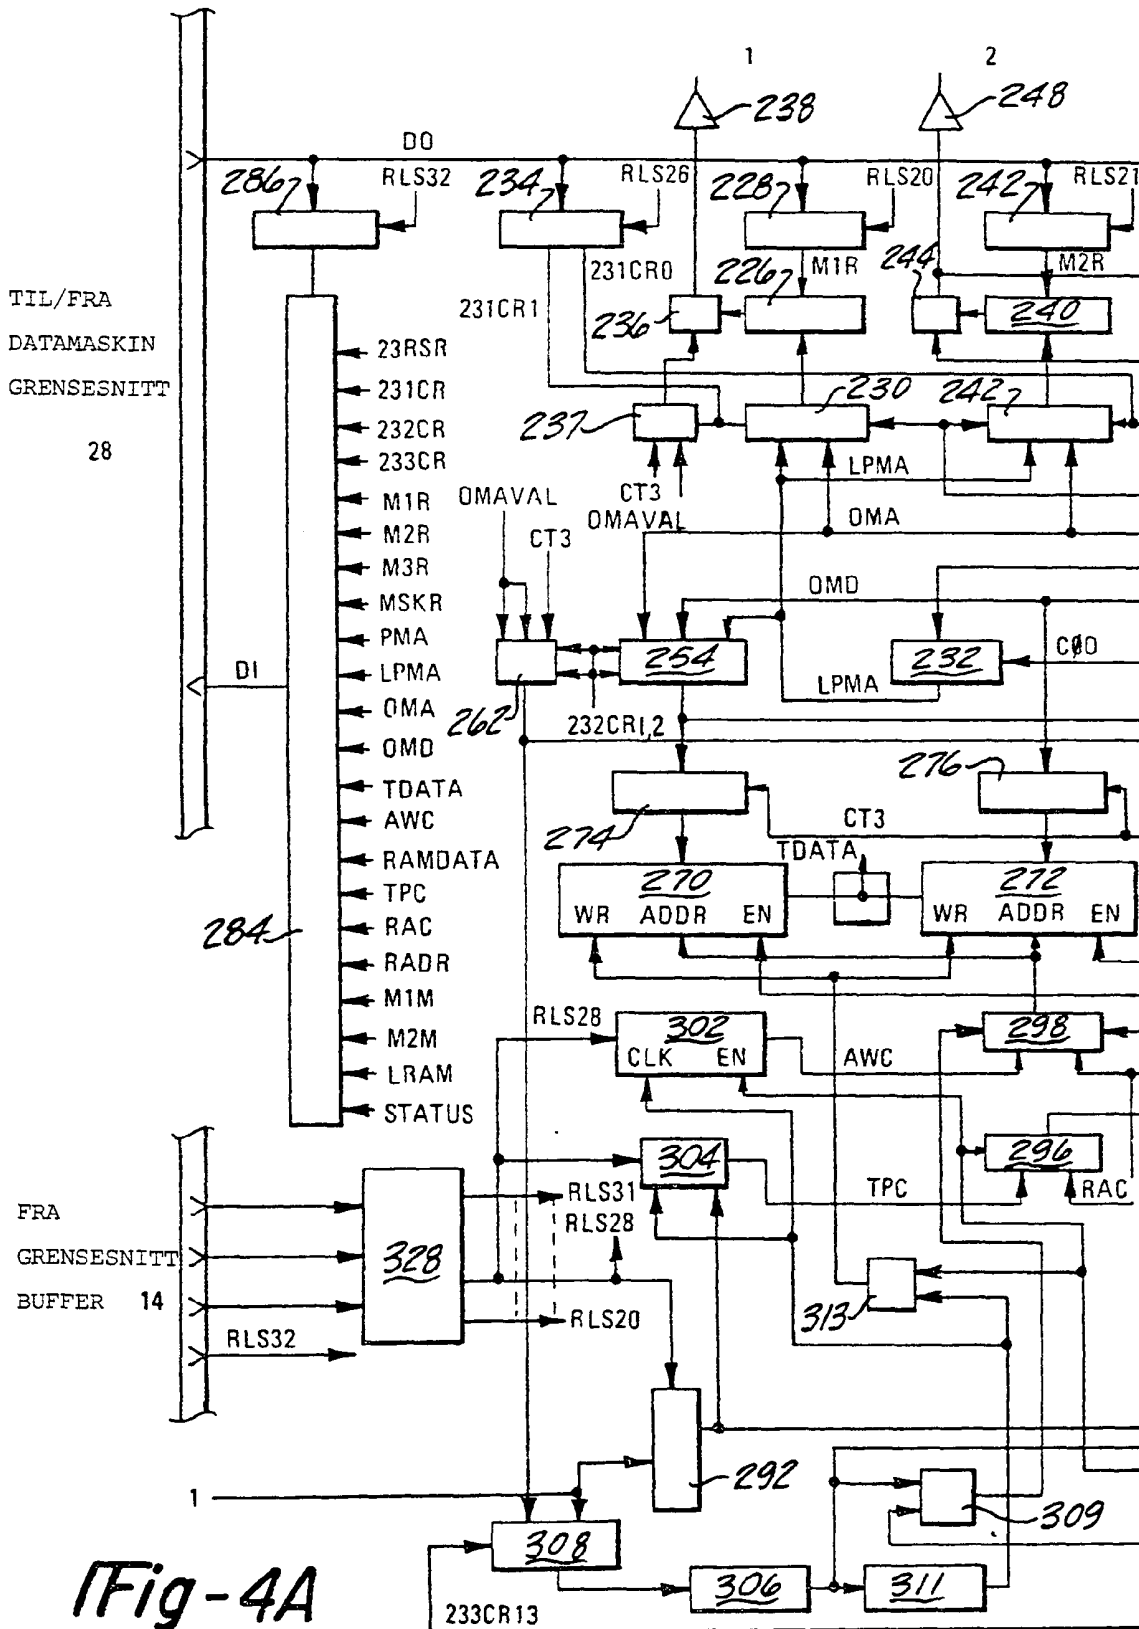 1 2
238 248
DO
286 RLS32 234 RLS26 228 RLS20 242 RLS21
231CR0 226 M1R 244 M2R
TIL/FRA
231CR1 236 240
DATAMASKIN
23RSR
GRENSESNITT
231CR 230 242
237
232CR
28
233CR LPMA
OMAVAL CT3
M1R OMAVAL OMA
M2R CT3
M3R OMD
MSKR
PMA 254 232 CØD
DI LPMA LPMA
OMA 262 232CR1,2
OMD 276
TDATA
AWC 274 CT3
RAMDATA TDATA
TPC 270 272
RAC WR ADDR EN WR ADDR EN
284
RADR
M1M
RLS28 302 298
M2M CLK EN AWC
LRAM
STATUS
304 296
RLS31 TPC RAC
FRA RLS28
GRENSESNITT 328
BUFFER 14 313
RLS20
RLS32
292
1 309
308
306 311
Fig-4A
233CR13